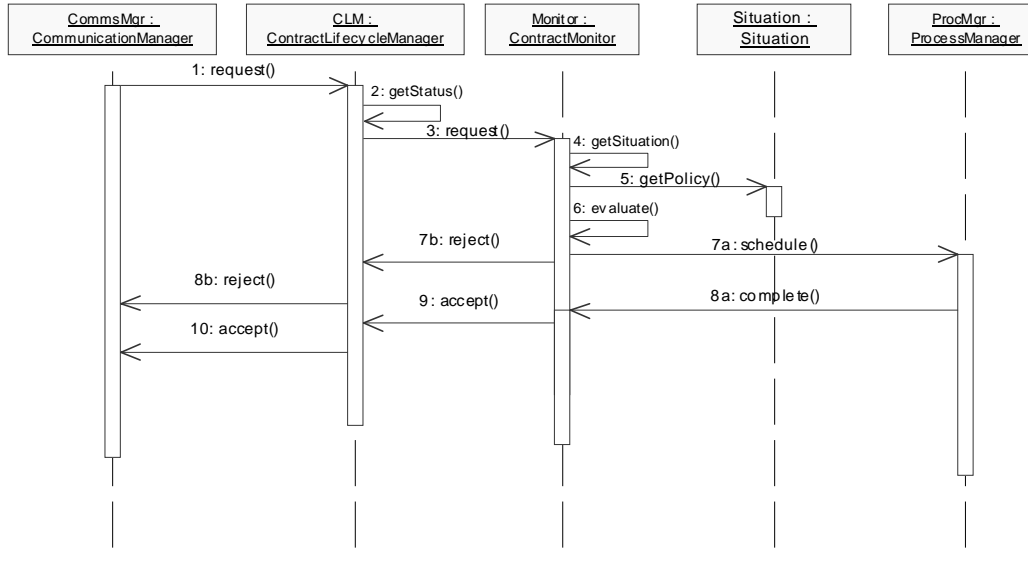 CommsMgr :
CommunicationManager
CLM :
ContractLifecycleManager
Monitor :
ContractMonitor
Situation :
Situation
ProcMgr :
ProcessManager
1: request()
2: getStatus()
3: request()
4: getSituation()
5: getPolicy()
6: evaluate()
7b: reject()
7a: schedule()
8b: reject()
8a: complete()
9: accept()
10: accept()